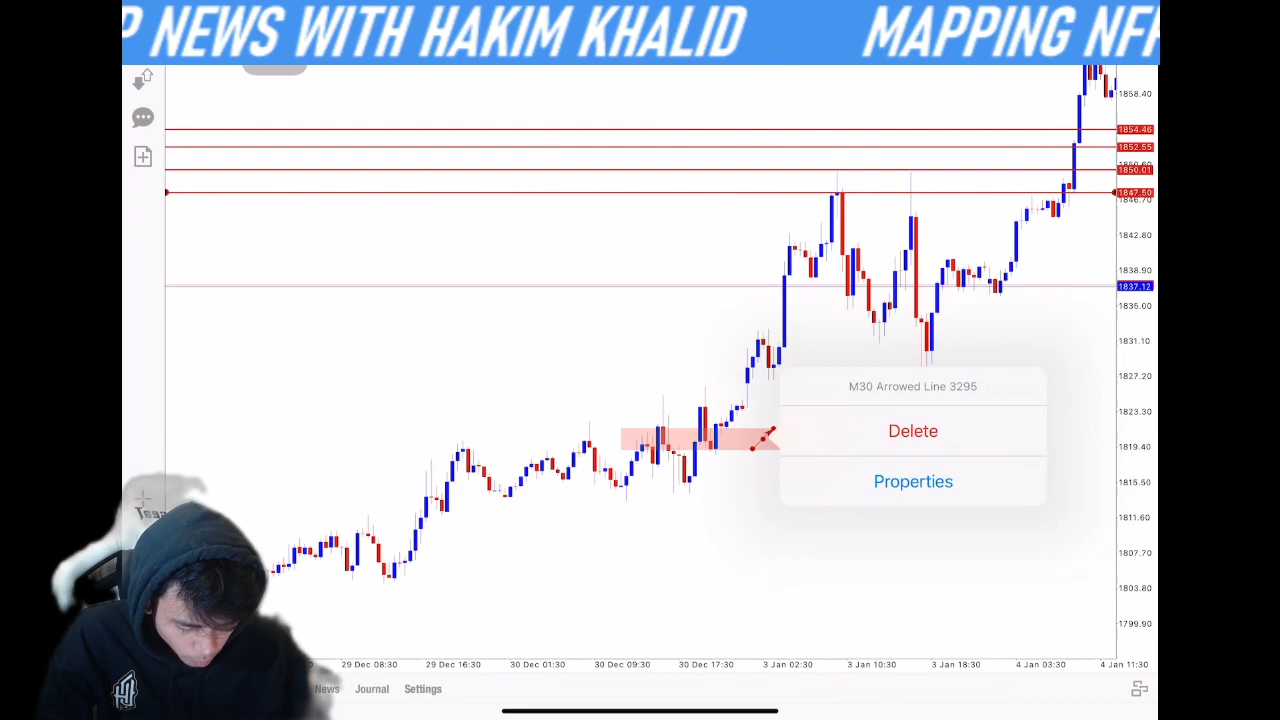 P NEWS WITH HAKIM KHALID
MAPPING NF
1858.40
1854.46
1852.55
1850.01
1847.50
1846.70
1842.80
1838.90
1837.12
1835.00
1831.10
1827.20
M30 Arrowed Line 3295
1823.30
Delete
1819.40
Properties
1815.50
1811.60
1807.70
1803.80
1799.90
29 Dec 08:30
29 Dec 16:30
30 Dec 01:30
30 Dec 09:30
30 Dec 17:30
3 Jan 02:30
3 Jan 10:30
3 Jan 18:30
4 Jan 03:30
4 Jan 11:30
News
Journal
Settings